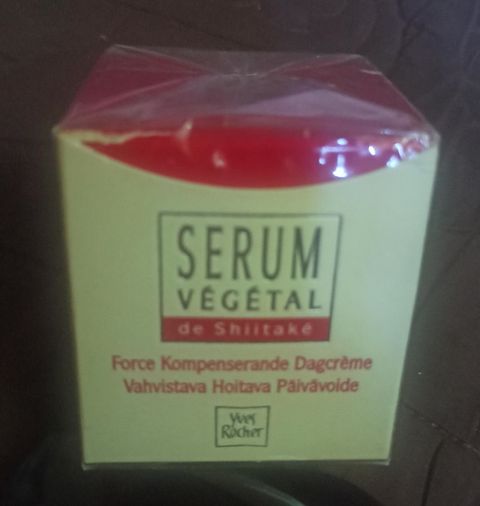 SERUM
VÉGÉTAL
de Shiitaké
Force Kompenserande Dagcrème
Vahvistava Hoitava Päivävoide
Yves
Rocher